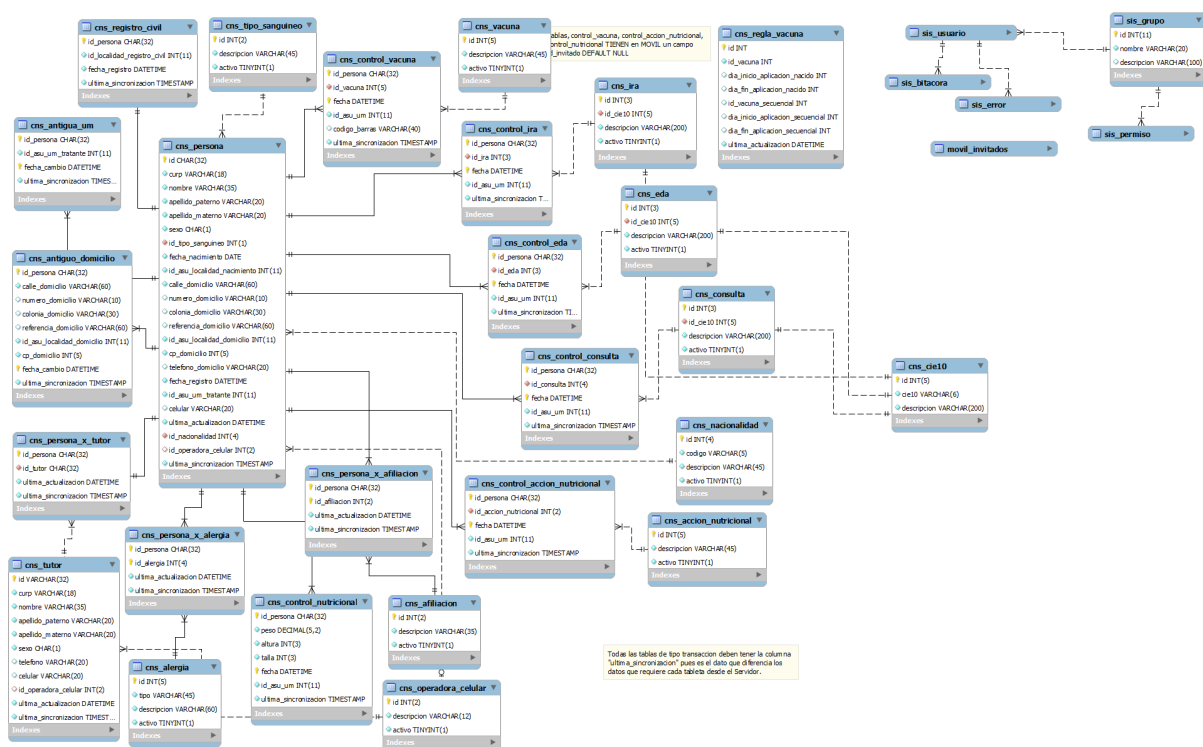 cns_registro_civil
id_persona CHAR(32)
id_localidad_registro_civil INT(11)
fecha_registro DATETIME
ultima_sincronizacion TIMESTAMP
Indexes
cns_tipo_sanguineo
id INT(2)
descripcion VARCHAR(45)
activo TINYINT(1)
Indexes
cns_control_vacuna
id_persona CHAR(32)
id_vacuna INT(5)
fecha DATETIME
id_asu_um INT(11)
codigo_barras VARCHAR(40)
ultima_sincronizacion TIMESTAMP
Indexes
cns_vacuna
id INT(5)
descripcion VARCHAR(45)
activo TINYINT(1)
Indexes
ablas, control_vacuna, control_accion_nutricional,
ontrol_nutricional TIENEN en MOVIL un campo
_invitado DEFAULT NULL
cns_regla_vacuna
id INT
id_vacuna INT
dia_inicio_aplicacion_nacido INT
dia_fin_aplicacion_nacido INT
id_vacuna_secuencial INT
dia_inicio_aplicacion_secuencial INT
dia_fin_aplicacion_secuencial INT
ultima_actualizacion DATETIME
Indexes
sis_usuario
sis_bitacora
sis_error
movil_invitados
sis_grupo
id INT(11)
nombre VARCHAR(20)
descripcion VARCHAR(100)
Indexes
sis_permiso
cns_antigua_um
id_persona CHAR(32)
id_asu_um_tratante INT(11)
fecha_cambio DATETIME
ultima_sincronizacion TIMES...
Indexes
cns_persona
id CHAR(32)
curp VARCHAR(18)
nombre VARCHAR(35)
apellido_paterno VARCHAR(20)
apellido_materno VARCHAR(20)
sexo CHAR(1)
id_tipo_sanguineo INT(1)
fecha_nacimiento DATE
id_asu_localidad_nacimiento INT(11)
calle_domicilio VARCHAR(60)
numero_domicilio VARCHAR(10)
colonia_domicilio VARCHAR(30)
referencia_domicilio VARCHAR(60)
id_asu_localidad_domicilio INT(11)
cp_domicilio INT(5)
telefono_domicilio VARCHAR(20)
fecha_registro DATETIME
id_asu_um_tratante INT(11)
celular VARCHAR(20)
ultima_actualizacion DATETIME
id_nacionalidad INT(4)
id_operadora_celular INT(2)
ultima_sincronizacion TIMESTAMP
Indexes
cns_control_ira
id_persona CHAR(32)
id_ira INT(3)
fecha DATETIME
id_asu_um INT(11)
ultima_sincronizacion T...
Indexes
cns_ira
id INT(3)
id_cie10 INT(5)
descripcion VARCHAR(200)
activo TINYINT(1)
Indexes
cns_eda
id INT(3)
id_cie10 INT(5)
descripcion VARCHAR(200)
activo TINYINT(1)
Indexes
cns_antiguo_domicilio
id_persona CHAR(32)
calle_domicilio VARCHAR(60)
numero_domicilio VARCHAR(10)
colonia_domicilio VARCHAR(30)
referencia_domicilio VARCHAR(60)
id_asu_localidad_domicilio INT(11)
cp_domicilio INT(5)
fecha_cambio DATETIME
ultima_sincronizacion TIMESTAMP
Indexes
cns_control_eda
id_persona CHAR(32)
id_eda INT(3)
fecha DATETIME
id_asu_um INT(11)
ultima_sincronizacion TI...
Indexes
cns_consulta
id INT(3)
id_cie10 INT(5)
descripcion VARCHAR(200)
activo TINYINT(1)
Indexes
cns_control_consulta
id_persona CHAR(32)
id_consulta INT(4)
fecha DATETIME
id_asu_um INT(11)
ultima_sincronizacion TIMESTAMP
Indexes
cns_cie10
id INT(5)
cie10 VARCHAR(6)
descripcion VARCHAR(200)
Indexes
cns_nacionalidad
id INT(4)
codigo VARCHAR(5)
descripcion VARCHAR(45)
activo TINYINT(1)
Indexes
cns_persona_x_tutor
id_persona CHAR(32)
id_tutor CHAR(32)
ultima_actualizacion DATETIME
ultima_sincronizacion TIMESTAMP
Indexes
cns_persona_x_afiliacion
id_persona CHAR(32)
id_afiliacion INT(2)
ultima_actualizacion DATETIME
ultima_sincronizacion TIMESTAMP
Indexes
cns_control_accion_nutricional
id_persona CHAR(32)
id_accion_nutricional INT(2)
fecha DATETIME
id_asu_um INT(11)
ultima_sincronizacion TIMESTAMP
Indexes
cns_accion_nutricional
id INT(5)
descripcion VARCHAR(45)
activo TINYINT(1)
Indexes
cns_persona_x_alergia
id_persona CHAR(32)
id_alergia INT(4)
ultima_actualizacion DATETIME
ultima_sincronizacion TIMESTAMP
Indexes
cns_tutor
id VARCHAR(32)
curp VARCHAR(18)
nombre VARCHAR(35)
apellido_paterno VARCHAR(20)
apellido_materno VARCHAR(20)
sexo CHAR(1)
telefono VARCHAR(20)
celular VARCHAR(20)
id_operadora_celular INT(2)
ultima_actualizacion DATETIME
ultima_sincronizacion TIMEST...
Indexes
cns_alergia
id INT(5)
tipo VARCHAR(45)
descripcion VARCHAR(60)
activo TINYINT(1)
Indexes
cns_control_nutricional
id_persona CHAR(32)
peso DECIMAL(5,2)
altura INT(3)
talla INT(3)
fecha DATETIME
id_asu_um INT(11)
ultima_sincronizacion TIMESTAMP
Indexes
cns_afiliacion
id INT(2)
descripcion VARCHAR(35)
activo TINYINT(1)
Indexes
cns_operadora_celular
id INT(2)
descripcion VARCHAR(12)
activo TINYINT(1)
Indexes
Todas las tablas de tipo transaccion deben tener la columna
"ultima_sincronizacion" pues es el dato que diferencia los
datos que requiere cada tableta desde el Servidor.